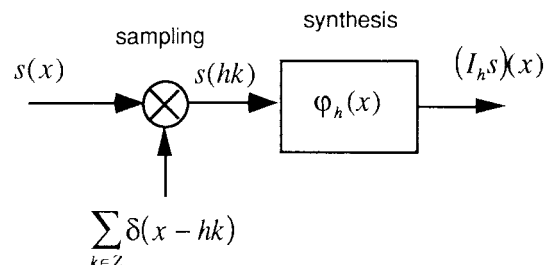 sampling
synthesis
s(x)
s(hk)
φ_h(x)
(I_h s)(x)
∑_{k∈Z} δ(x − hk)